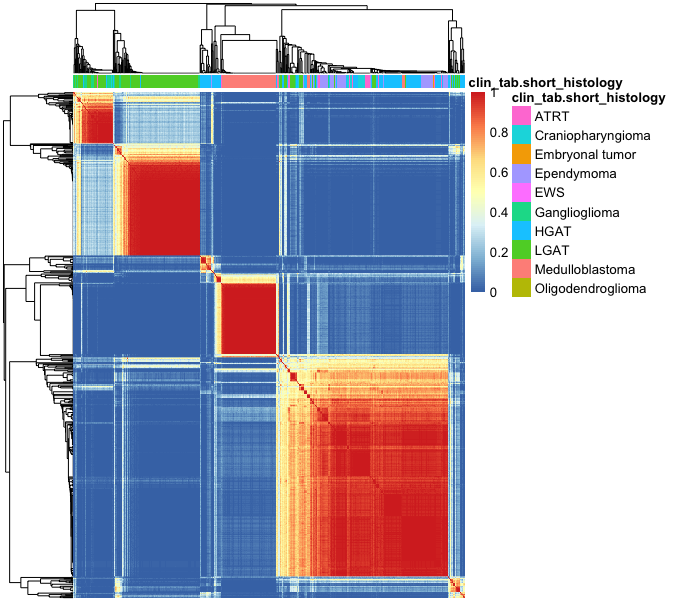 clin_tab.short_histology
1
clin_tab.short_histology
0.8
0.6
0.4
0.2
0
ATRT
Craniopharyngioma
Embryonal tumor
Ependymoma
EWS
Ganglioglioma
HGAT
LGAT
Medulloblastoma
Oligodendroglioma